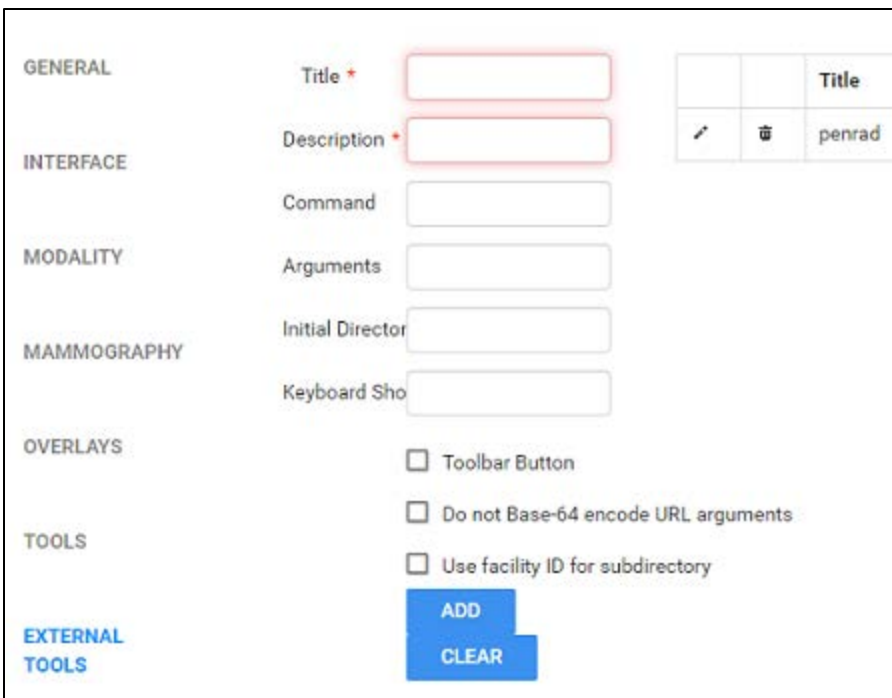 GENERAL
INTERFACE
MODALITY
MAMMOGRAPHY
OVERLAYS
TOOLS
EXTERNAL
TOOLS
Title *
Description *
Command
Arguments
Initial Director
Keyboard Sho
Toolbar Button
Do not Base-64 encode URL arguments
Use facility ID for subdirectory
ADD
CLEAR
Title
penrad